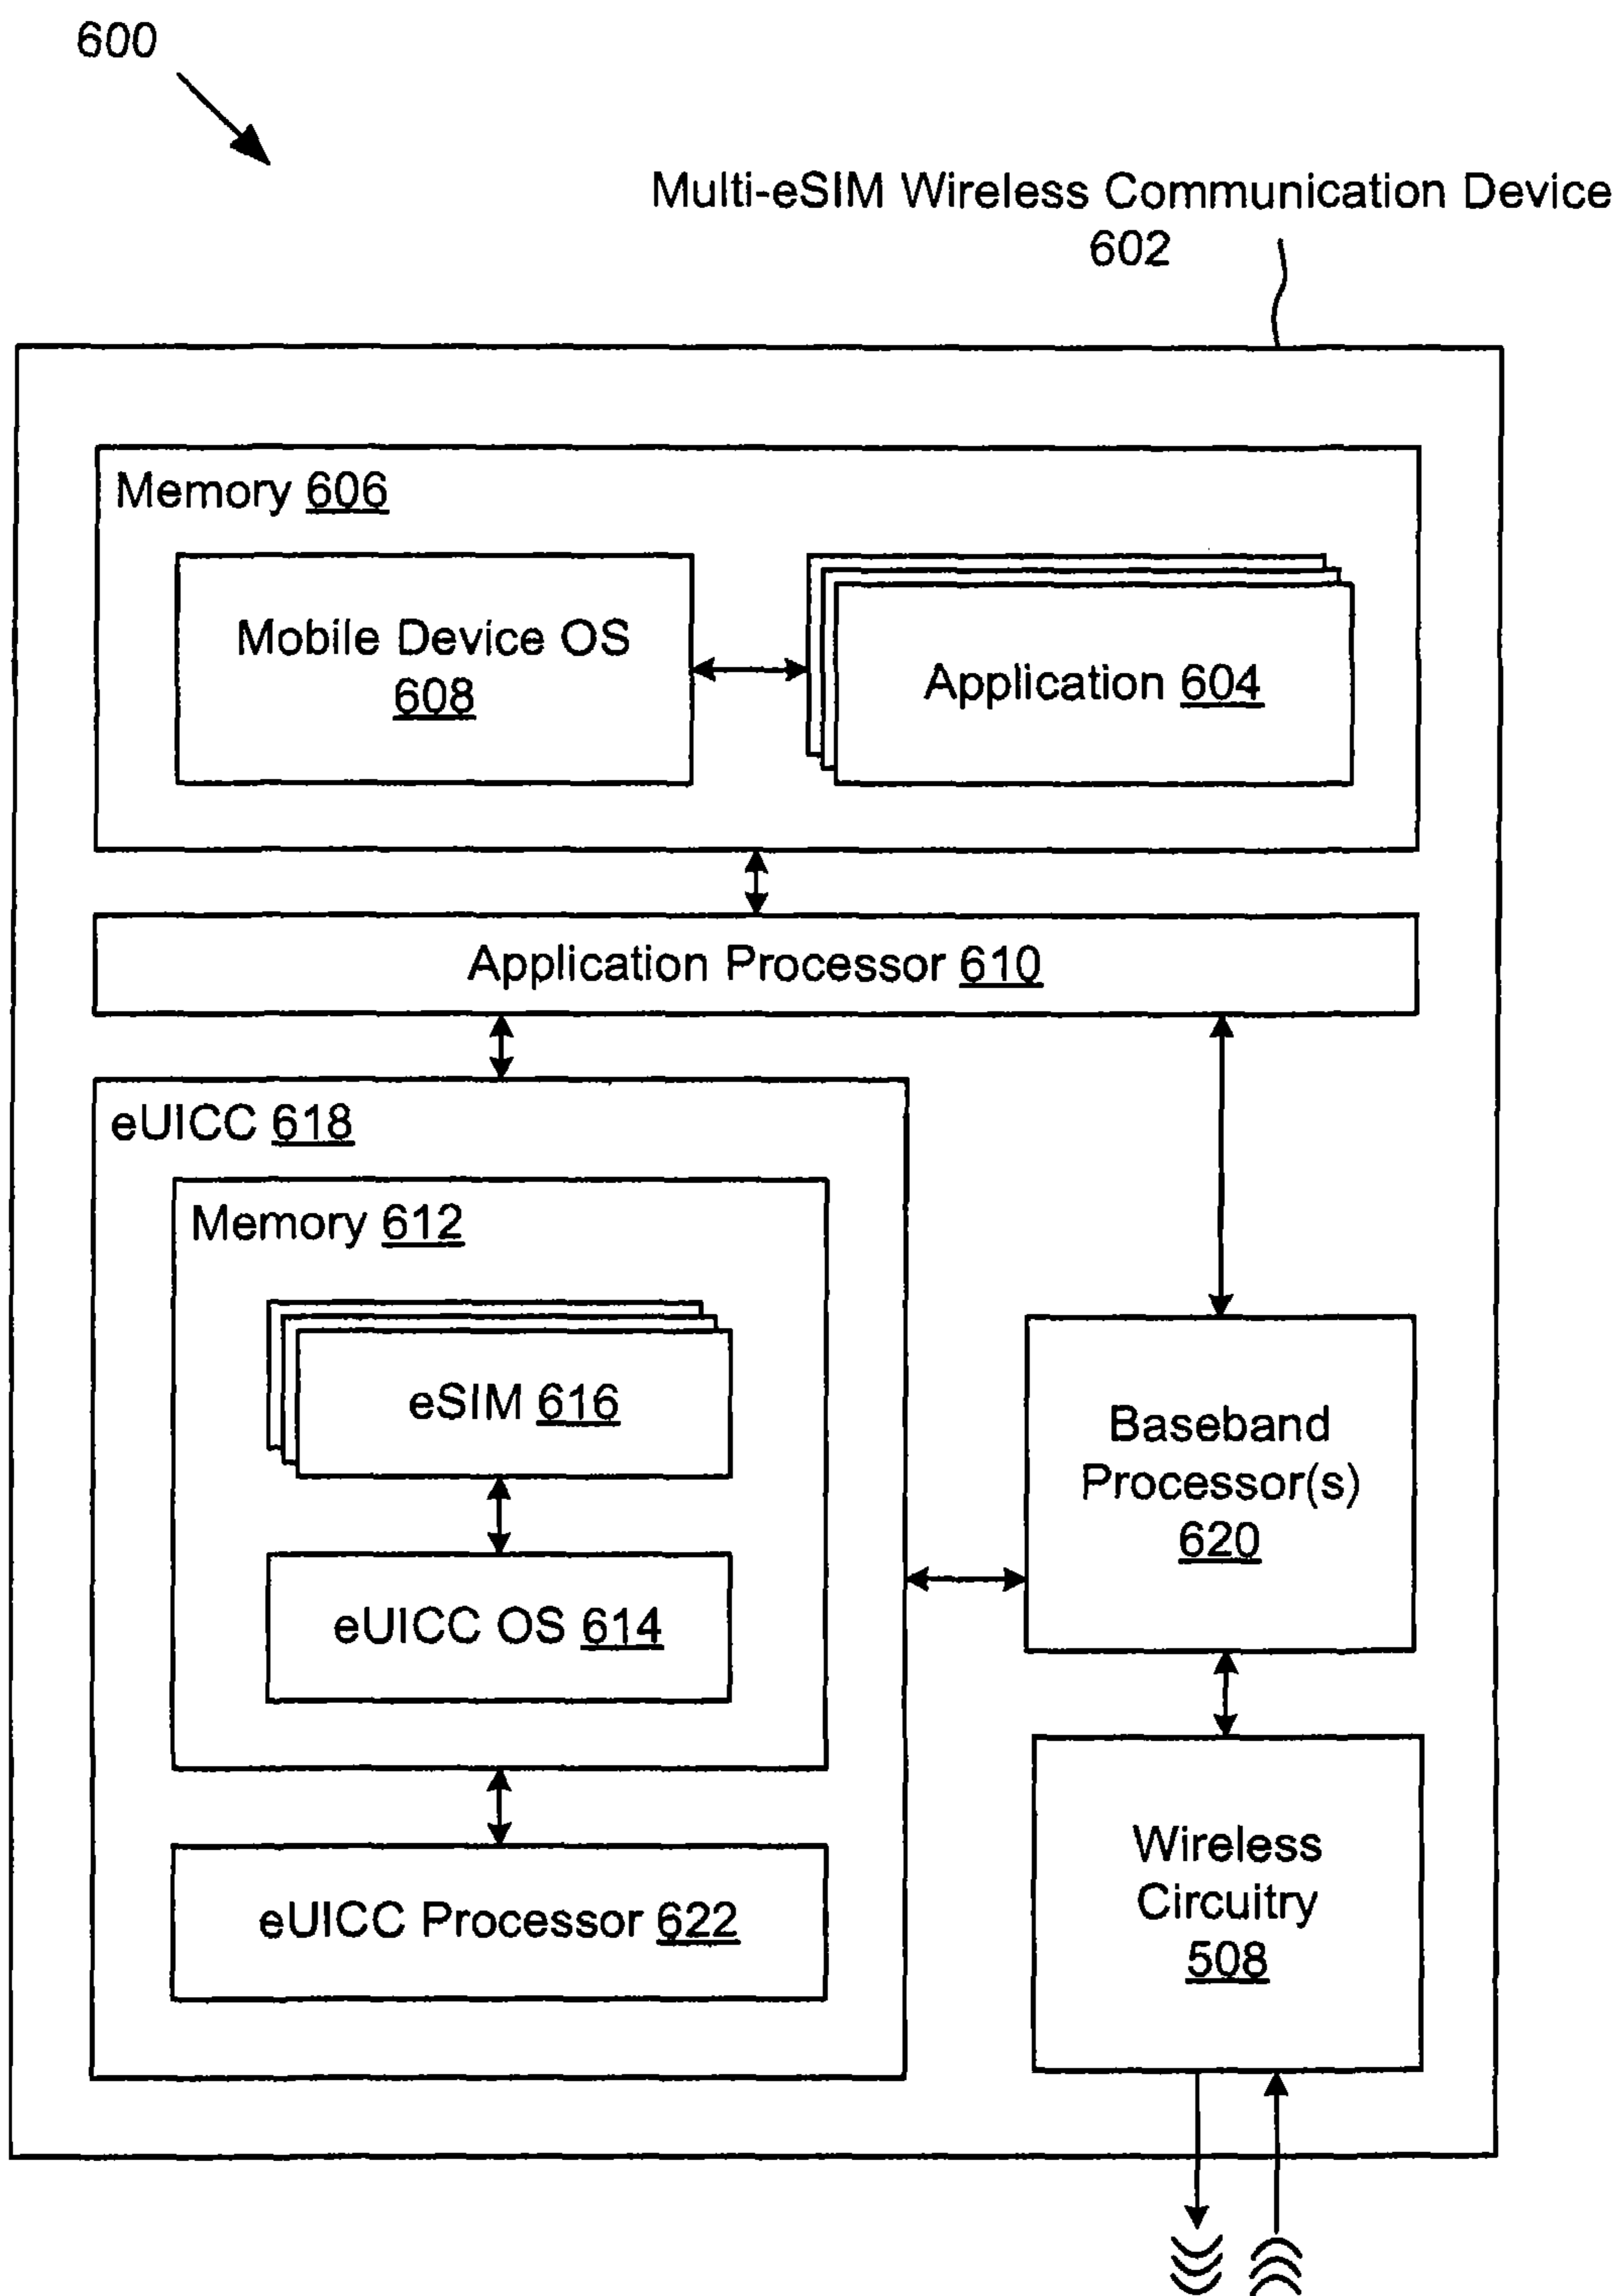 600
Multi-eSIM Wireless Communication Device
602
Memory 606
Mobile Device OS
608
Application 604
Application Processor 610
eUICC 618
Memory 612
eSIM 616
eUICC OS 614
eUICC Processor 622
Baseband
Processor(s)
620
Wireless
Circuitry
508